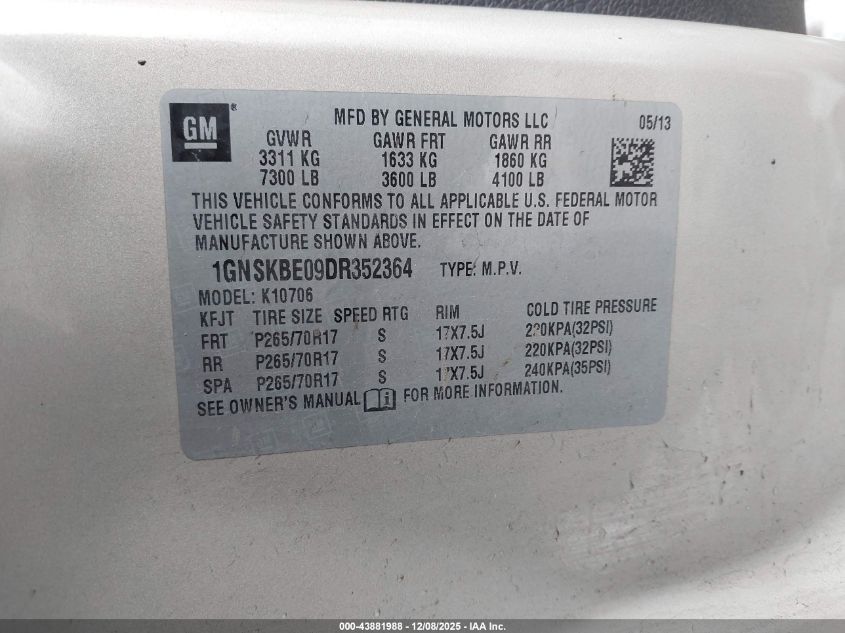 GM®
MFD BY GENERAL MOTORS LLC 05/13
GVWR GAWR FRT GAWR RR
3311 KG 1633 KG 1860 KG
7300 LB 3600 LB 4100 LB
THIS VEHICLE CONFORMS TO ALL APPLICABLE U.S. FEDERAL MOTOR
VEHICLE SAFETY STANDARDS IN EFFECT ON THE DATE OF
MANUFACTURE SHOWN ABOVE.
1GNSKBE09DR352364 TYPE: M.P.V.
MODEL: K10706
KFJT TIRE SIZE SPEED RTG RIM COLD TIRE PRESSURE
FRT P265/70R17 S 17X7.5J 220KPA(32PSI)
RR P265/70R17 S 17X7.5J 220KPA(32PSI)
SPA P265/70R17 S 17X7.5J 240KPA(35PSI)
SEE OWNER'S MANUAL i FOR MORE INFORMATION.
000-43881988 - 12/08/2025 - IAA Inc.